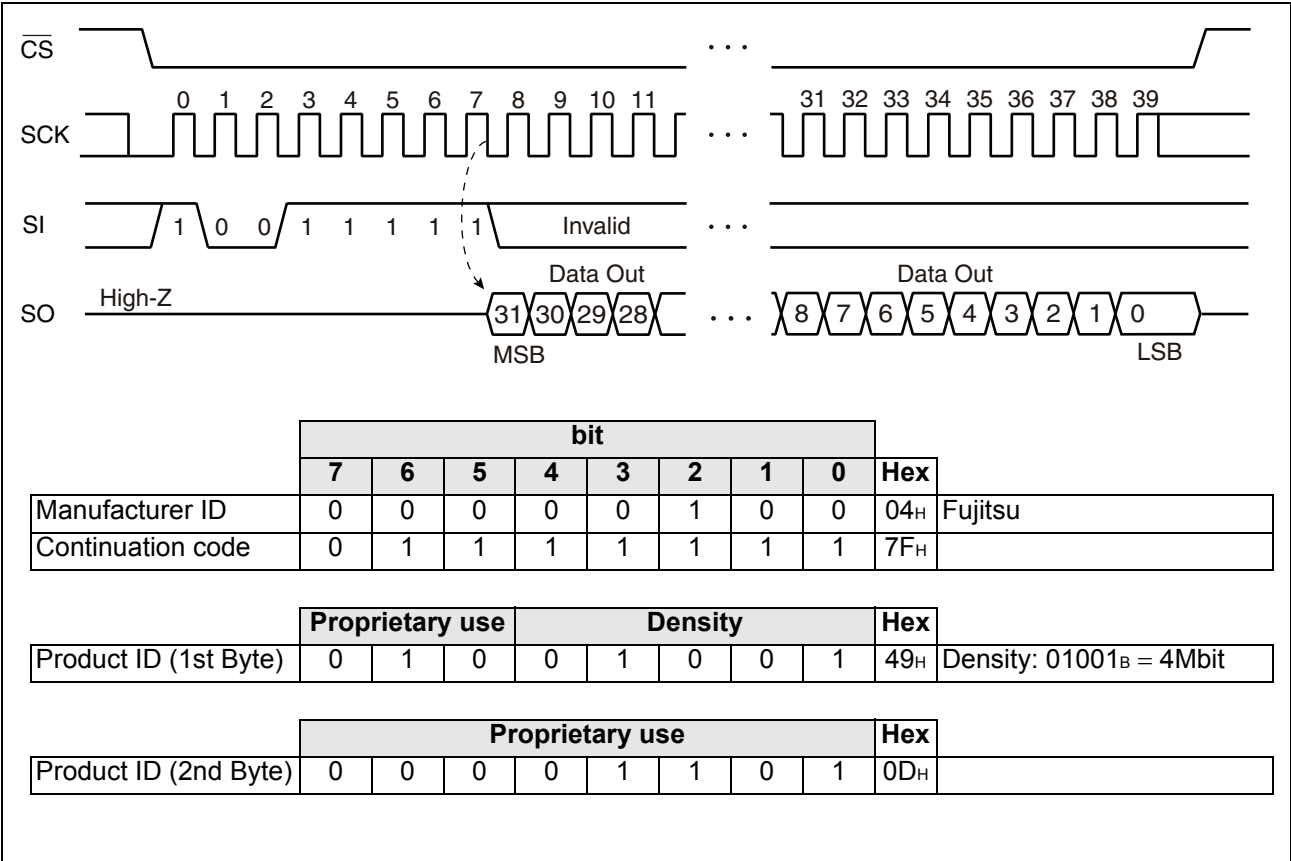 CS
· · ·
0 1 2 3 4 5 6 7 8 9 10 11 31 32 33 34 35 36 37 38 39
SCK
· · ·
SI 1 0 0 1 1 1 1 1 Invalid · · ·
Data Out Data Out
High-Z
SO 31 30 29 28 · · · 8 7 6 5 4 3 2 1 0
MSB LSB
bit
7 6 5 4 3 2 1 0 Hex
Manufacturer ID 0 0 0 0 0 1 0 0 04H Fujitsu
Continuation code 0 1 1 1 1 1 1 1 7FH
Proprietary use Density Hex
Product ID (1st Byte) 0 1 0 0 1 0 0 1 49H Density: 01001B = 4Mbit
Proprietary use Hex
Product ID (2nd Byte) 0 0 0 0 1 1 0 1 0DH